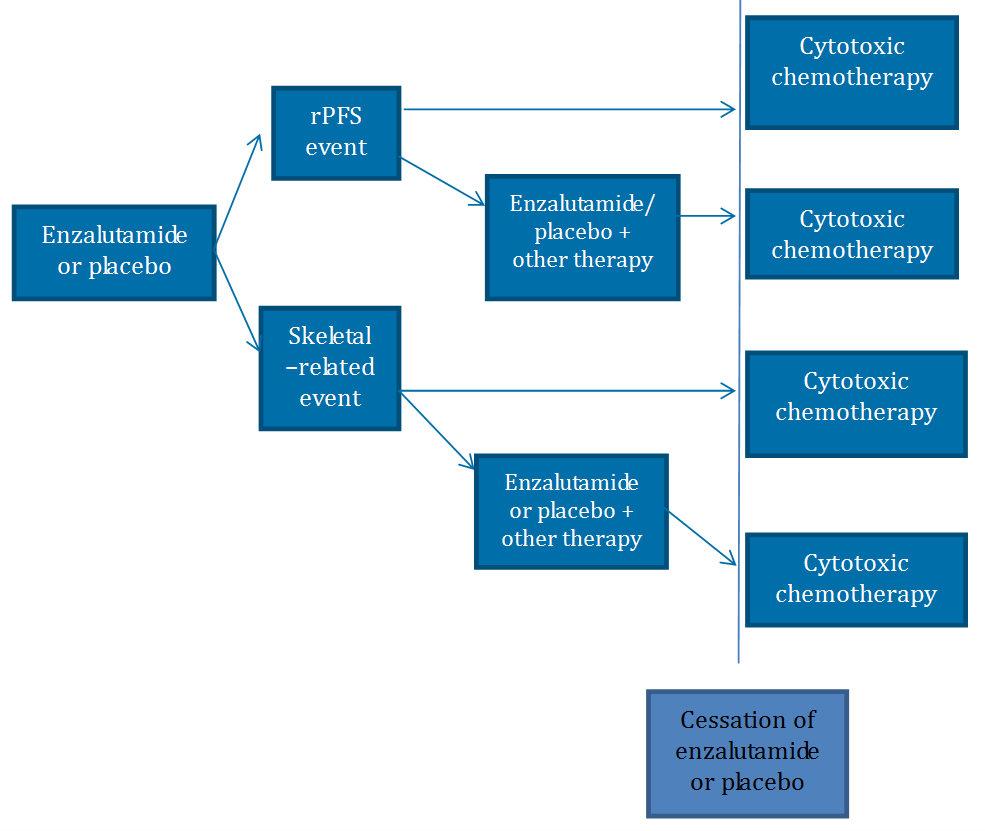 Cytotoxic
chemotherapy
rPFS
event
Enzalutamide/
placebo +
other therapy
Cytotoxic
chemotherapy
Enzalutamide
or placebo
Skeletal
–related
event
Cytotoxic
chemotherapy
Enzalutamide
or placebo +
other therapy
Cytotoxic
chemotherapy
Cessation of
enzalutamide
or placebo